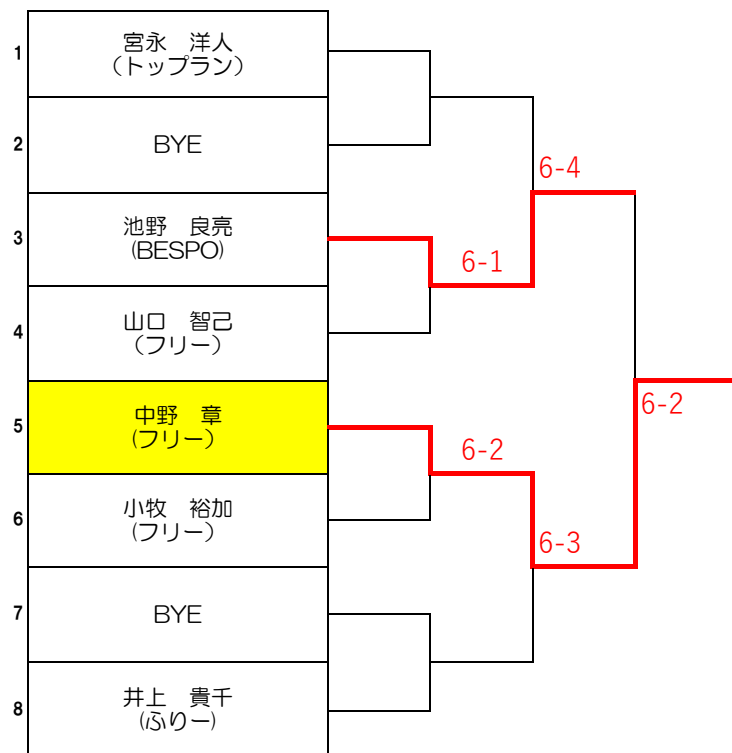 1
宮永　洋人
（トップラン）
2
BYE
3
池野　良亮
(BESPO)
4
山口　智己
（フリー）
5
中野　章
(フリー）
6
小牧　裕加
(フリー）
7
BYE
8
井上　貴千
(ふりー)
6-1
6-2
6-4
6-3
6-2